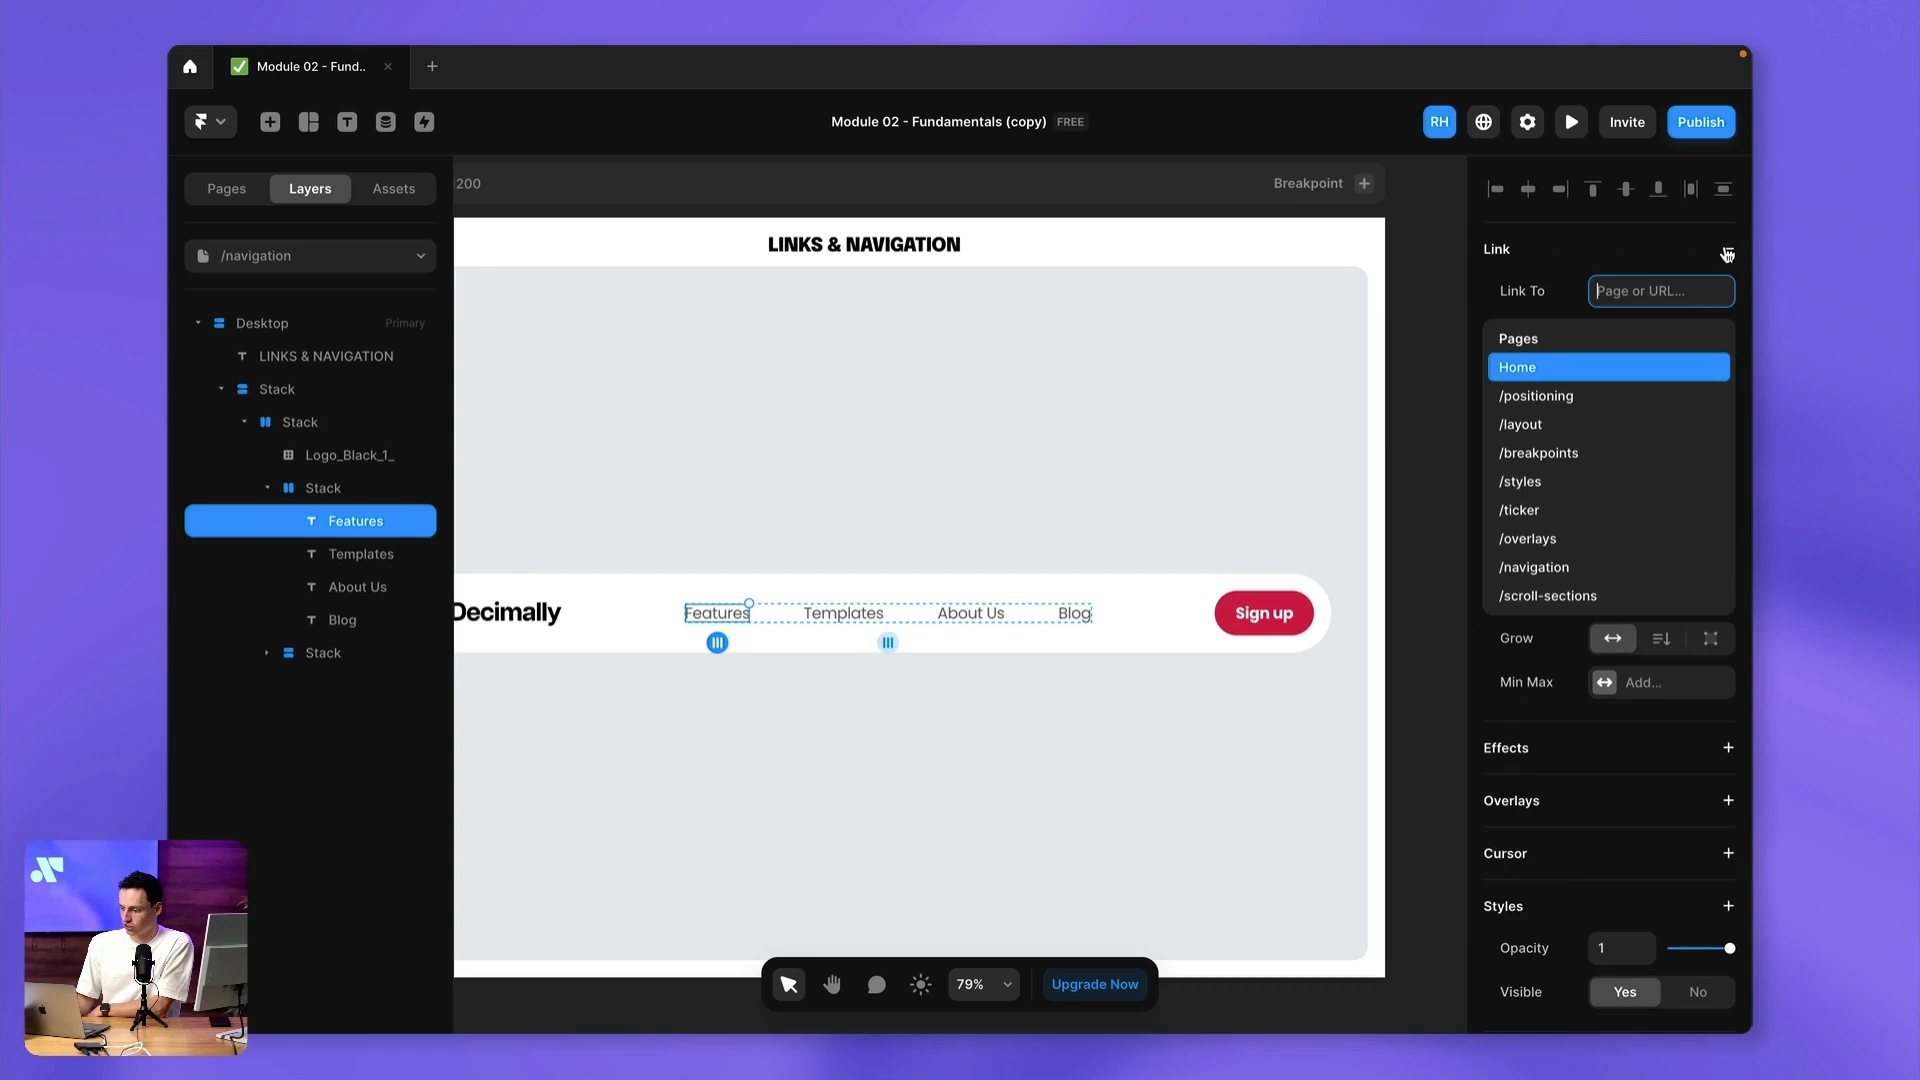 Module 02 - Fund..
Module 02 - Fundamentals (copy) FREE
RH
Invite
Publish
Pages
Layers
Assets
/navigation
Desktop
Primary
LINKS & NAVIGATION
Stack
Stack
Logo_Black_1_
Stack
Features
Templates
About Us
Blog
Stack
200
Breakpoint
LINKS & NAVIGATION
Decimally
Features
Templates
About Us
Blog
Sign up
79%
Upgrade Now
Link
Link To
Page or URL...
Pages
Home
/positioning
/layout
/breakpoints
/styles
/ticker
/overlays
/navigation
/scroll-sections
Grow
Min Max
Add...
Effects
Overlays
Cursor
Styles
Opacity
1
Visible
Yes
No